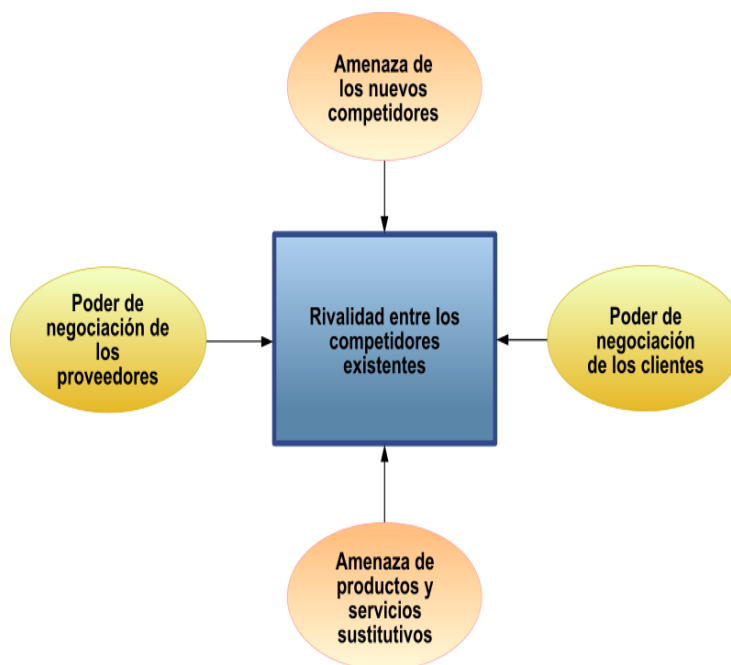 Amenaza de
los nuevos
competidores
Poder de
negociación de
los
proveedores
Rivalidad entre los
competidores
existentes
Poder de
negociación
de los clientes
Amenaza de
productos y
servicios
sustitutivos